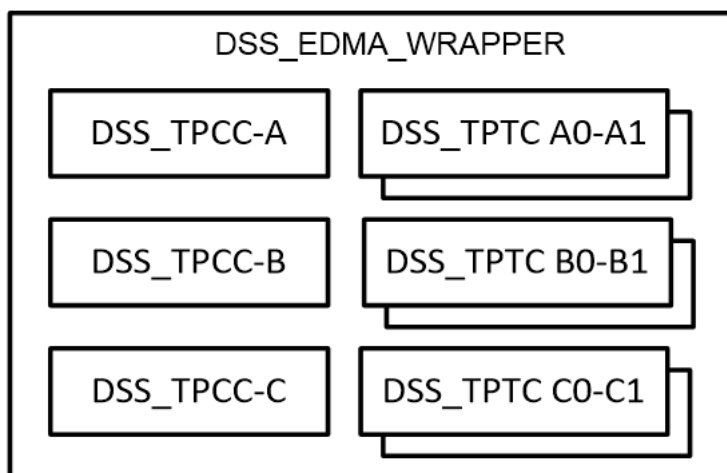 DSS_EDMA_WRAPPER
DSS_TPCC-A
DSS_TPTC A0-A1
DSS_TPCC-B
DSS_TPTC B0-B1
DSS_TPCC-C
DSS_TPTC C0-C1